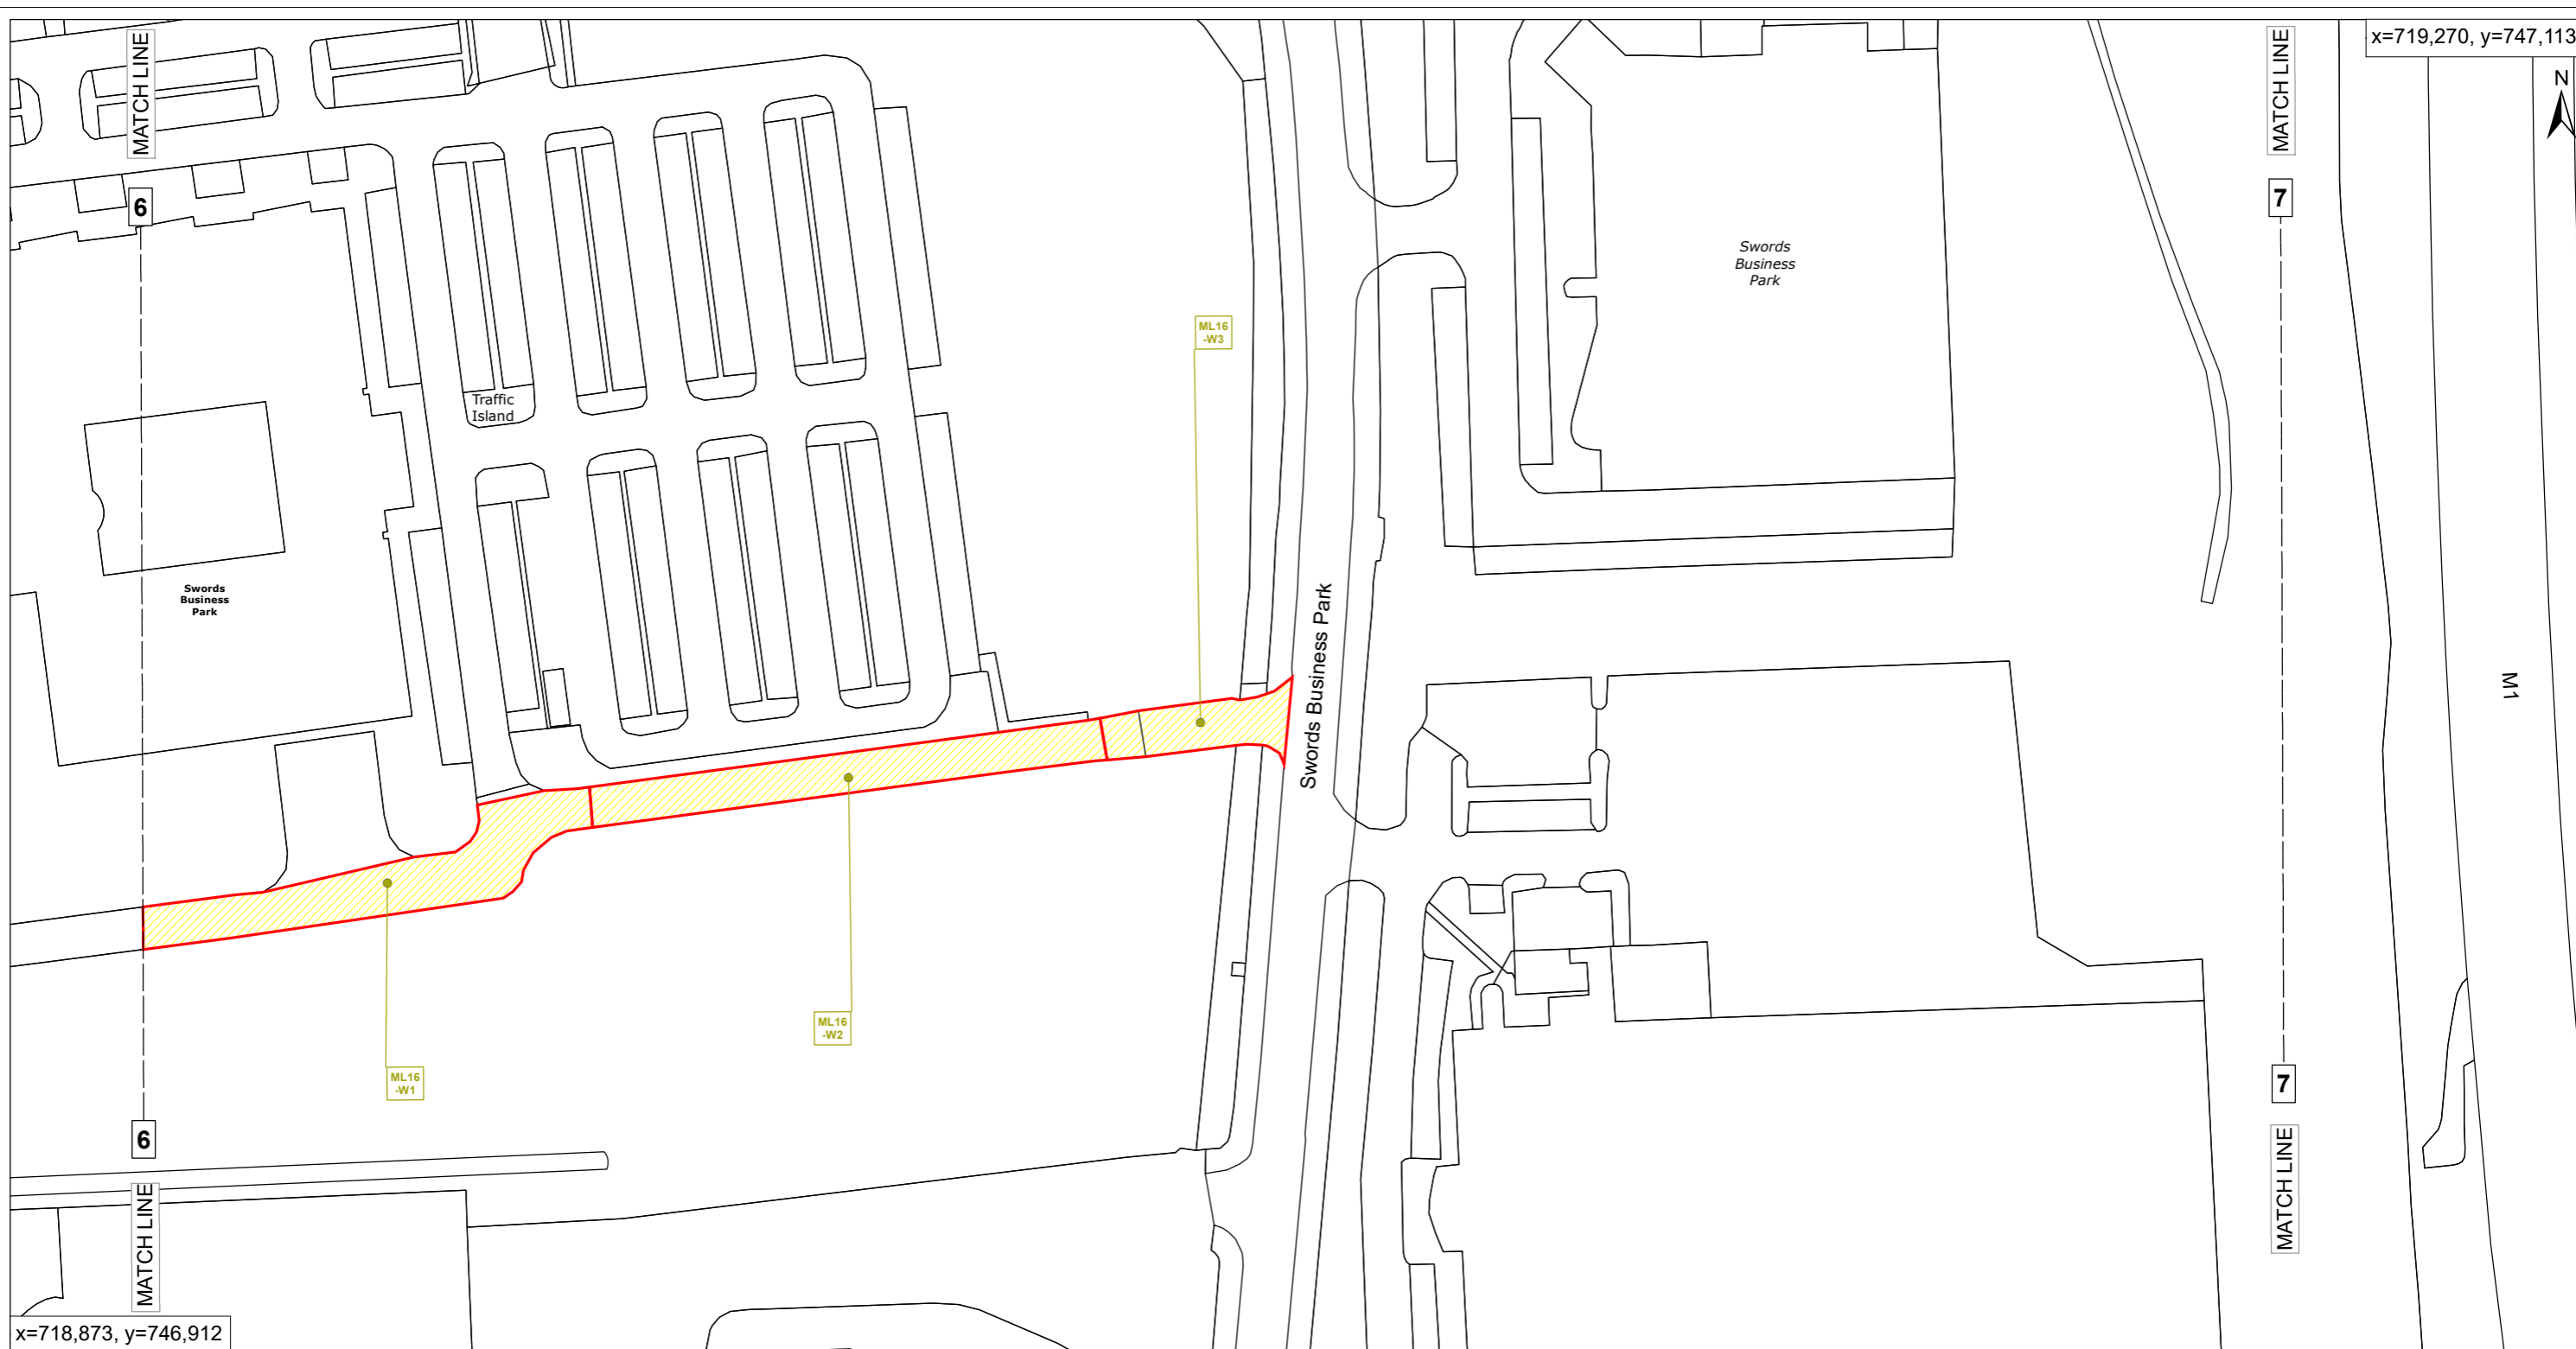 MATCH LINE
MATCH LINE
x=719,270, y=747,113
N
6
7
Swords
Business
Park
ML16
-W3
Traffic
Island
Swords
Business
Park
Swords Business Park
M1
ML16
-W2
ML16
-W1
7
6
MATCH LINE
MATCH LINE
x=718,873, y=746,912